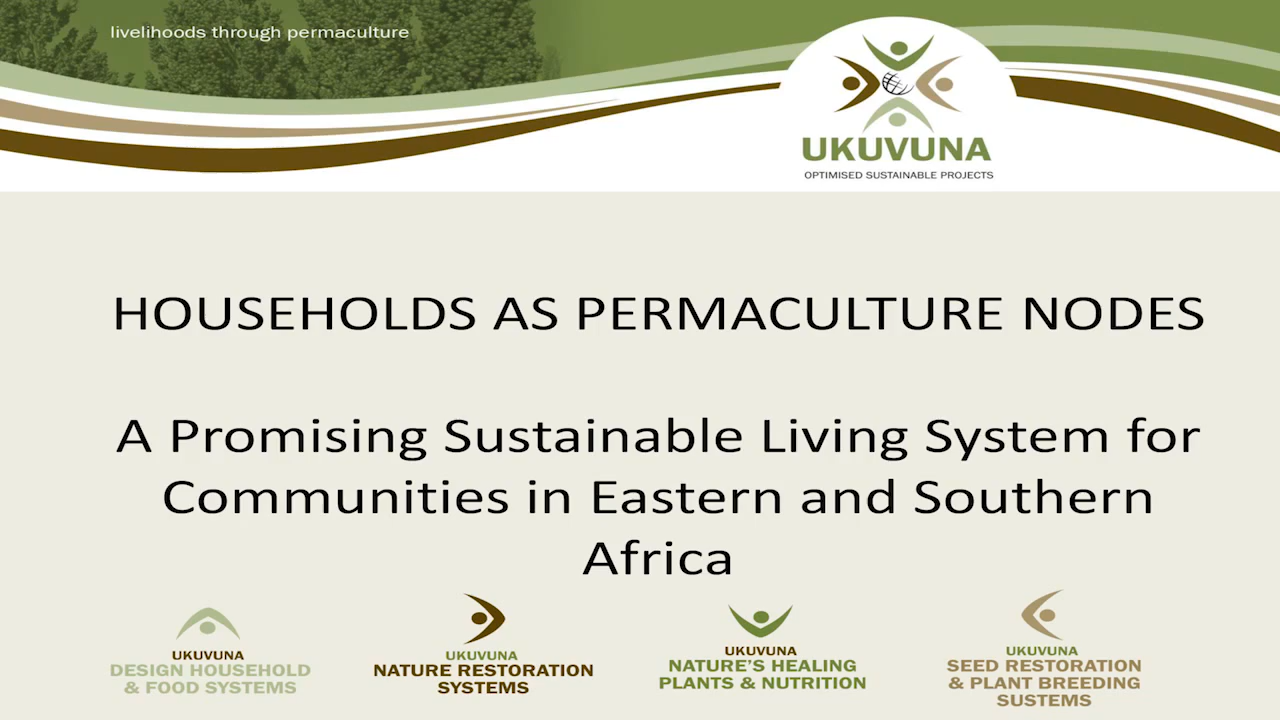 livelihoods through permaculture
UKUVUNA
OPTIMISED SUSTAINABLE PROJECTS
HOUSEHOLDS AS PERMACULTURE NODES
A Promising Sustainable Living System for
Communities in Eastern and Southern
Africa
UKUVUNA
DESIGN HOUSEHOLD
& FOOD SYSTEMS
UKUVUNA
NATURE RESTORATION
SYSTEMS
UKUVUNA
NATURE'S HEALING
PLANTS & NUTRITION
UKUVUNA
SEED RESTORATION
& PLANT BREEDING
SUSTEMS